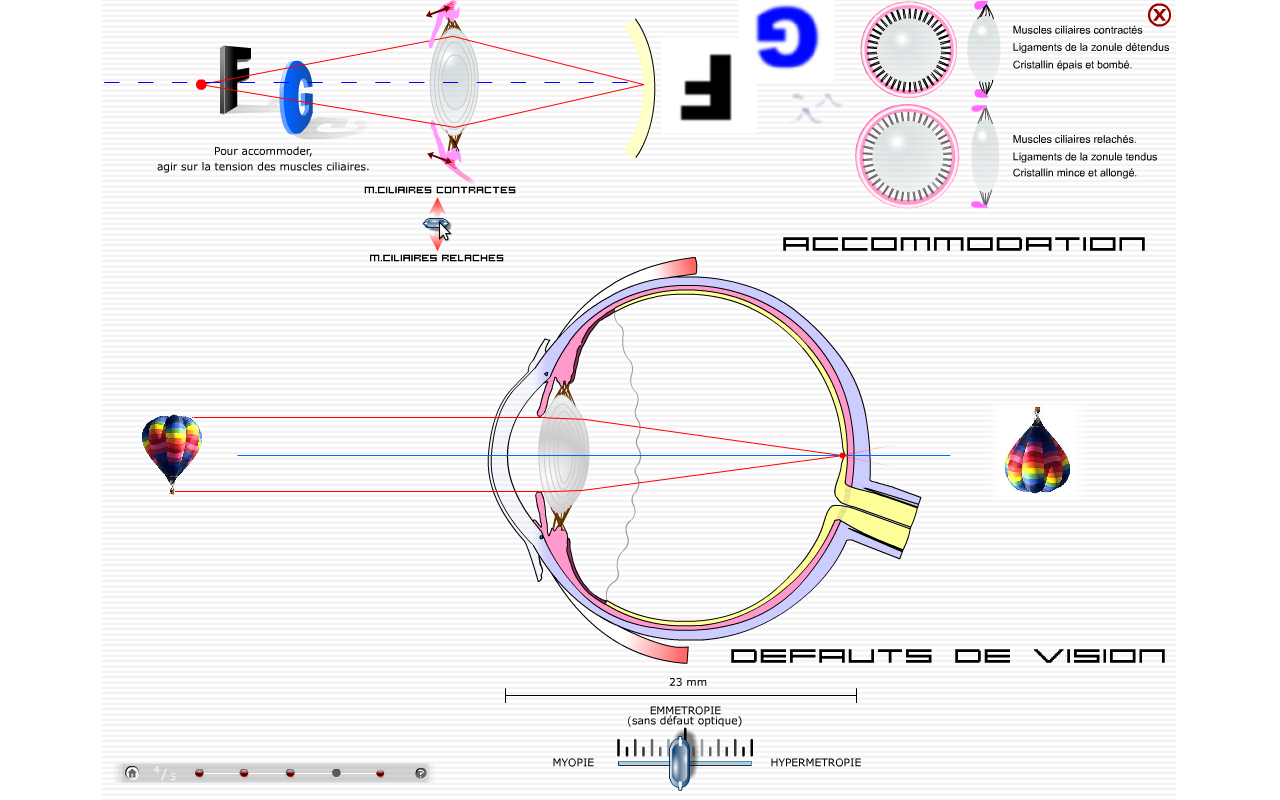 F
G
G
F
Muscles ciliaires contractés
Ligaments de la zonule détendus
Cristallin épais et bombé.
Muscles ciliaires relachés.
Ligaments de la zonule tendus
Cristallin mince et allongé.
Pour accommoder,
agir sur la tension des muscles ciliaires.
M.CILIAIRES CONTRACTES
M.CILIAIRES RELACHES
ACCOMMODATION
DEFAUTS DE VISION
23 mm
EMMETROPIE
(sans défaut optique)
MYOPIE
HYPERMETROPIE
4/5
?